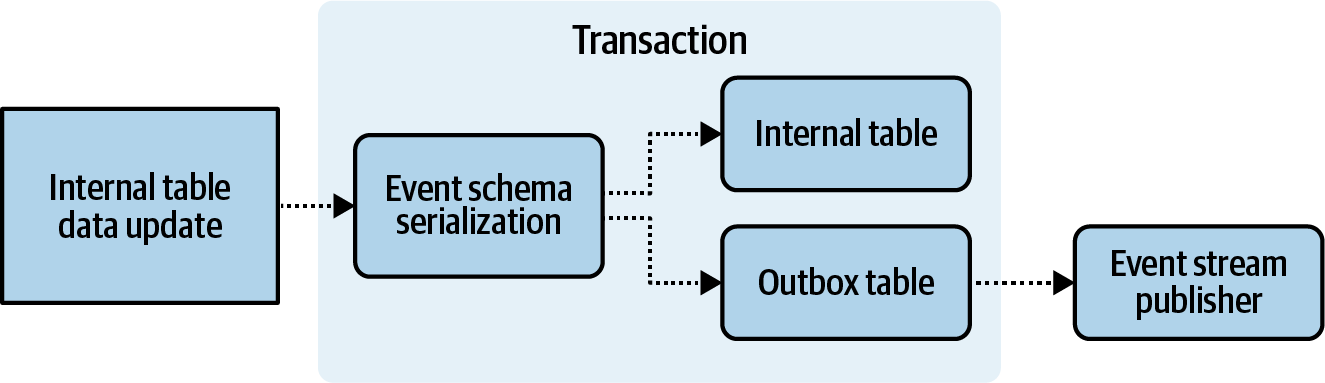 Transaction
Internal table
data update
Event schema
serialization
Internal table
Outbox table
Event stream
publisher